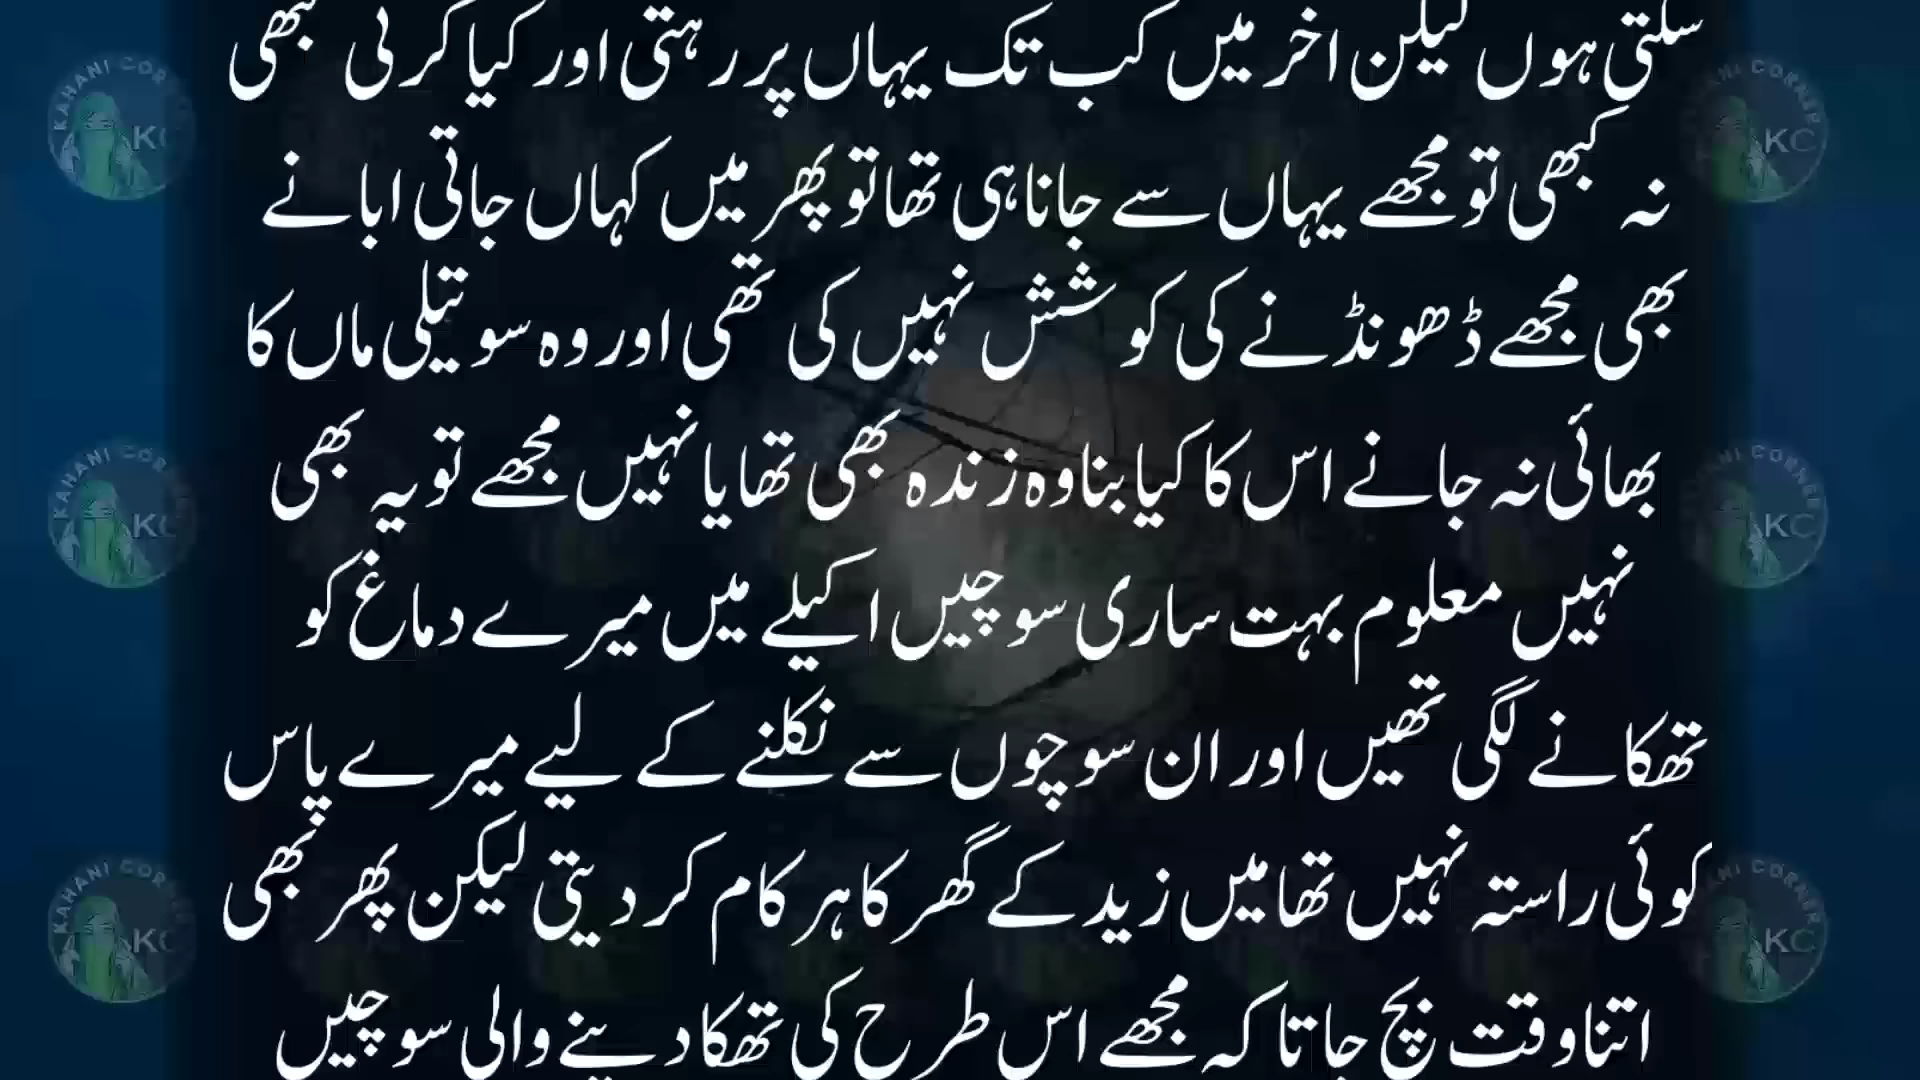 سکتی ہوں لیکن اخر میں کب تک یہاں پر رہتی اور کیا کرتی کبھی
نہ کبھی تو مجھے یہاں سے جانا ہی تھا تو پھر میں کہاں جاتی ابا نے
بھی مجھے ڈھونڈنے کی کوشش نہیں کی تھی اور وہ سوتیلی ماں کا
بھائی نہ جانے اس کا کیا بنا وہ زندہ بھی تھا یا نہیں مجھے تو یہ بھی
نہیں معلوم بہت ساری سوچیں اکیلے میں میرے دماغ کو
تھکانے لگی تھیں اور ان سوچوں سے نکلنے کے لیے میرے پاس
کوئی راستہ نہیں تھا میں زید کے گھر کا ہر کام کر دیتی لیکن پھر بھی
اتنا وقت بچ جاتا کہ مجھے اس طرح کی تھکا دینے والی سوچیں
KAHANI CORNER
KC